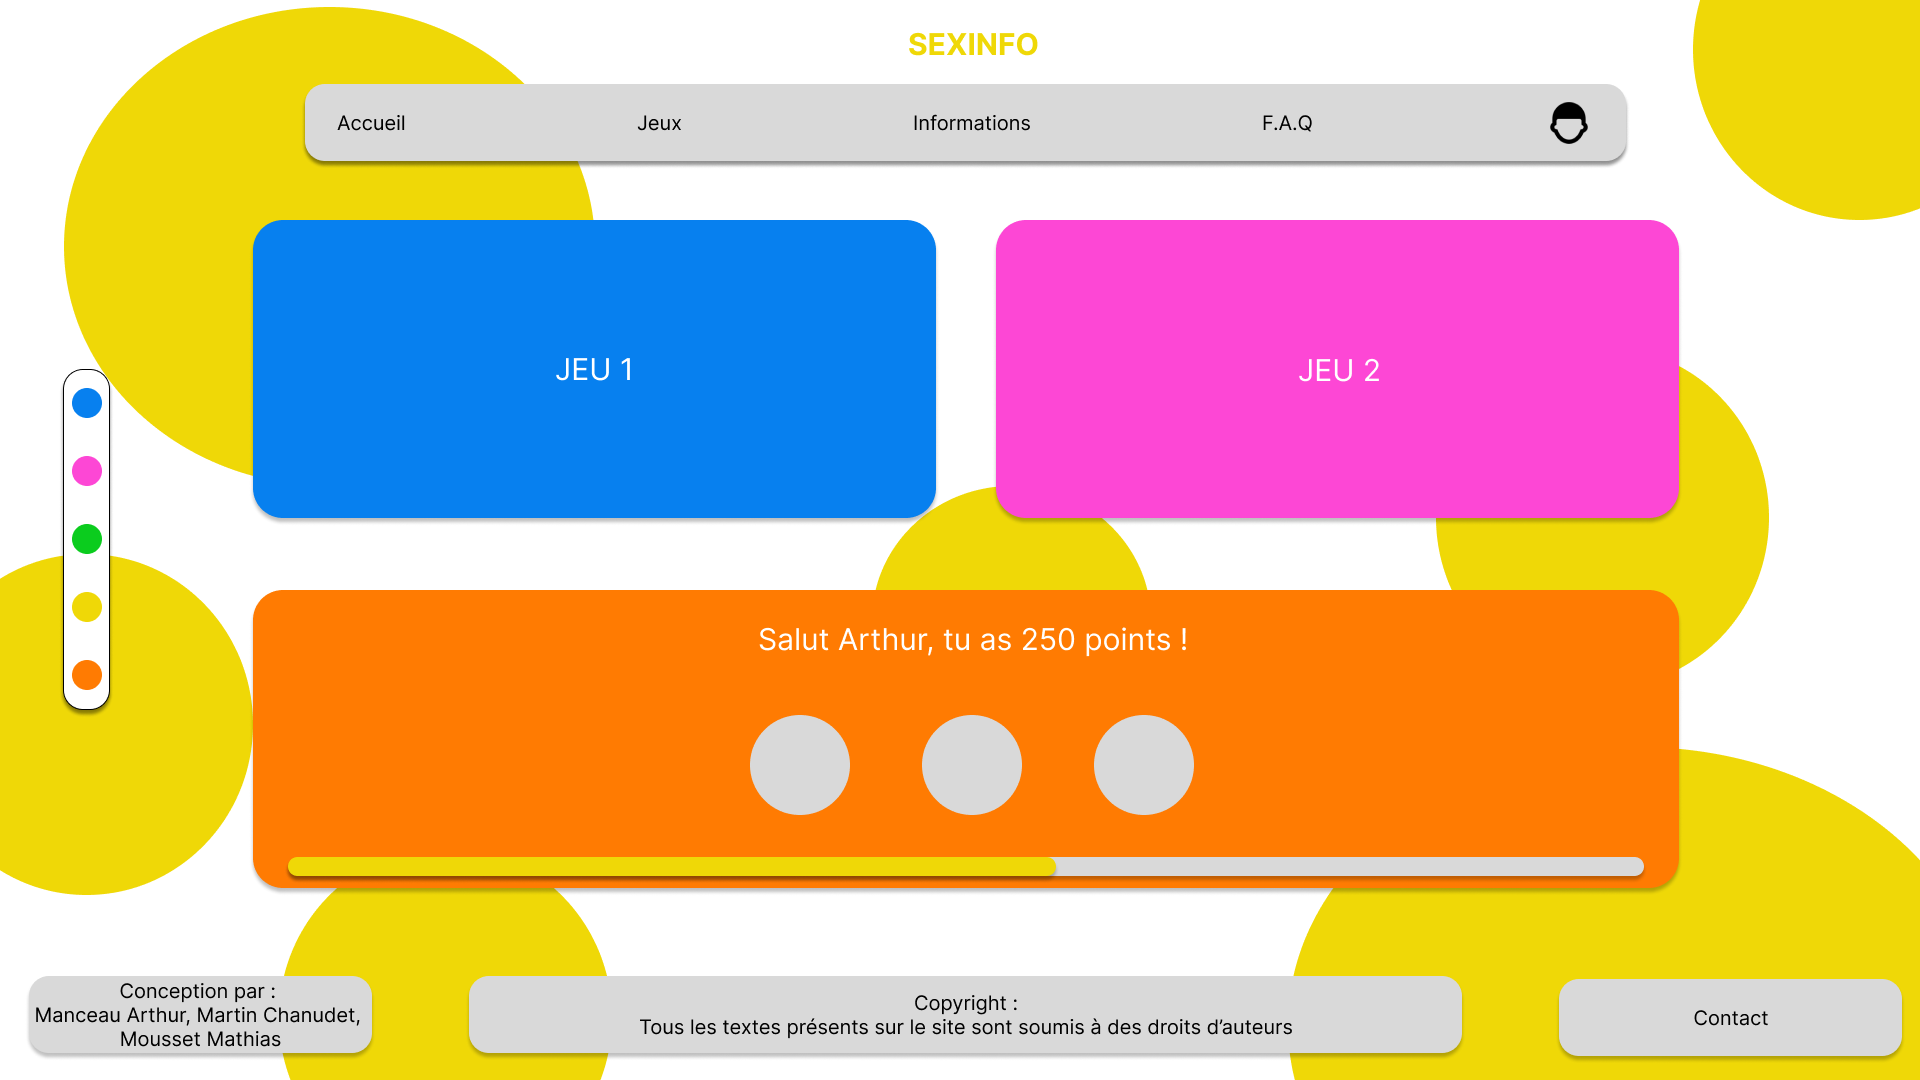 SEXINFO
Accueil
Jeux
Informations
F.A.Q
JEU 1
JEU 2
Salut Arthur, tu as 250 points !
Conception par :
Manceau Arthur, Martin Chanudet,
Mousset Mathias
Copyright :
Tous les textes présents sur le site sont soumis à des droits d’auteurs
Contact